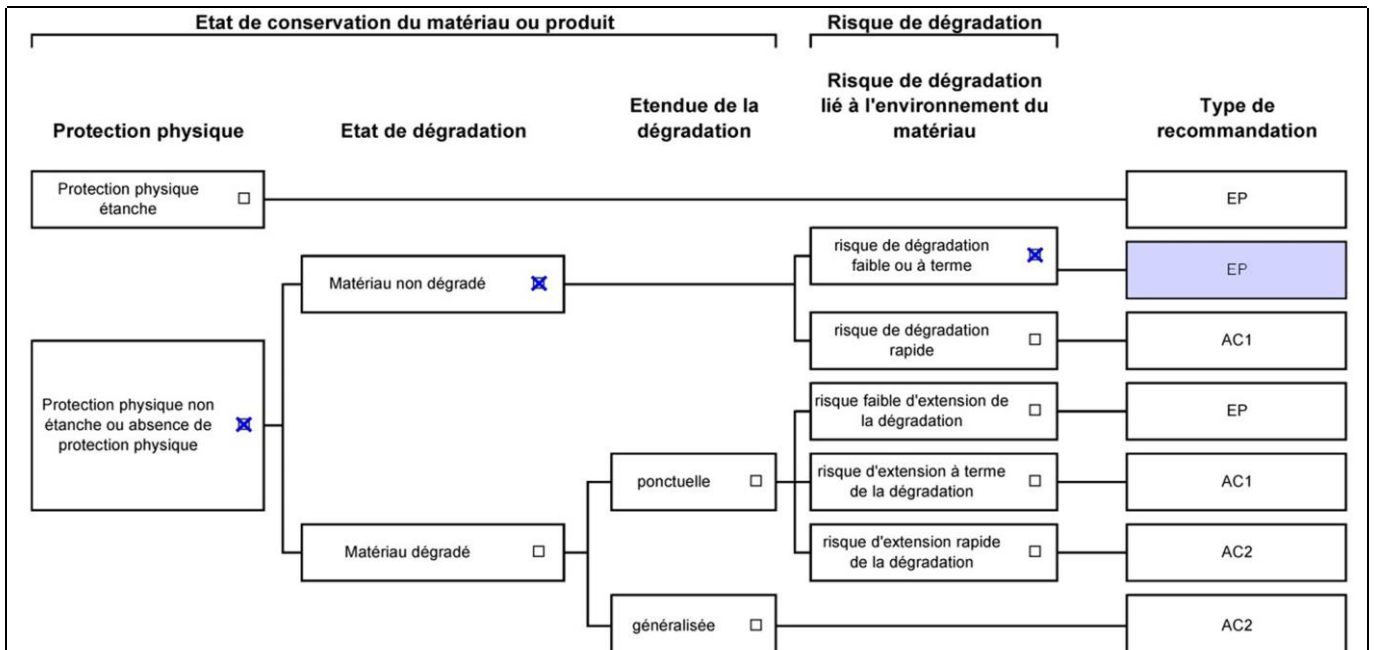 Etat de conservation du matériau ou produit
Risque de dégradation
Protection physique
Etat de dégradation
Etendue de la
dégradation
Risque de dégradation
lié à l'environnement du
matériau
Type de
recommandation
Protection physique
étanche
EP
risque de dégradation
faible ou à terme
EP
Matériau non dégradé
risque de dégradation
rapide
AC1
Protection physique non
étanche ou absence de
protection physique
risque faible d'extension de
la dégradation
EP
ponctuelle
risque d'extension à terme
de la dégradation
AC1
Matériau dégradé
risque d'extension rapide
de la dégradation
AC2
généralisée
AC2